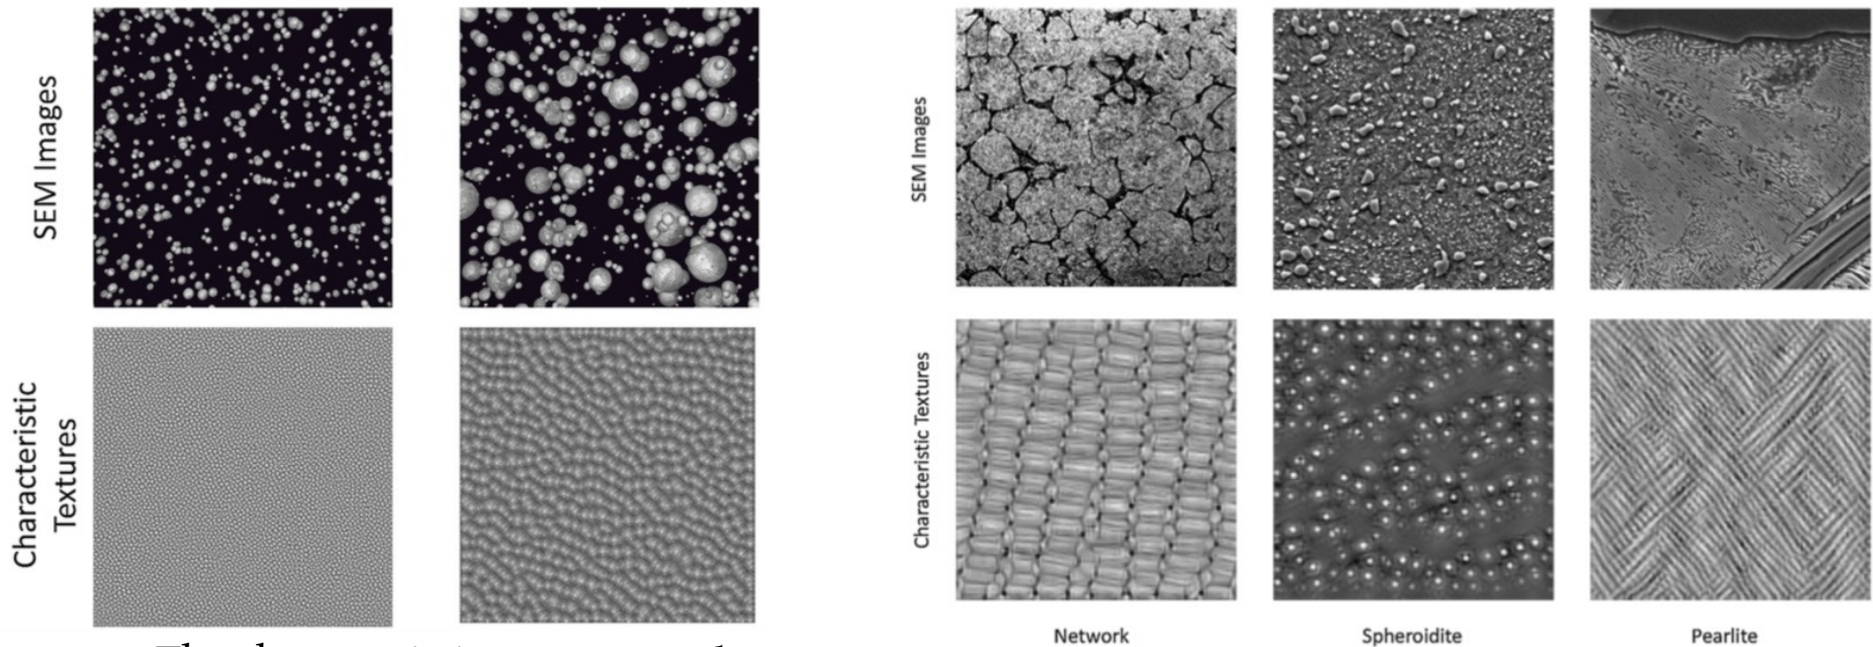 SEM Images
Characteristic
Textures
SEM Images
Characteristic Textures
Network
Spheroidite
Pearlite